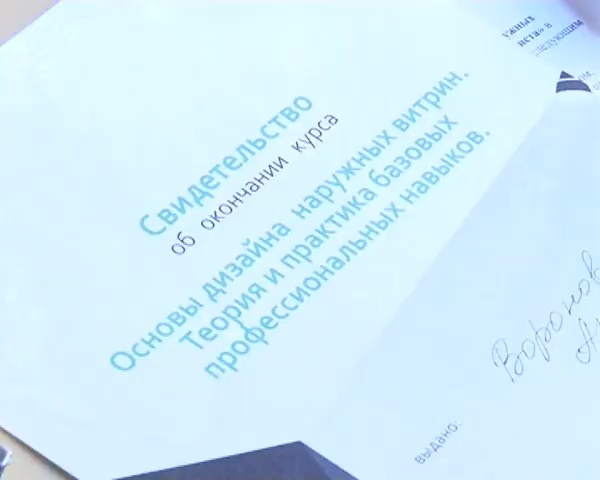 Свидетельство
об окончании курса
Основы дизайна наружных витрин.
Теория и практика базовых
профессиональных навыков.
выдано: